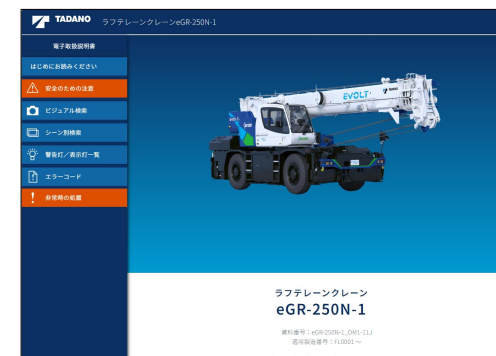 TADANO ラフテレーンクレーンeGR-250N-1
電子取扱説明書
はじめにお読みください
安全のための注意
ビジュアル検索
シーン別検索
警告灯/表示灯一覧
エラーコード
非常時の処置
EVOLT
TADANO
ラフテレーンクレーン
eGR-250N-1
資料番号:eGR-250N-1_OM1-11J
適用製造番号:FL0001~